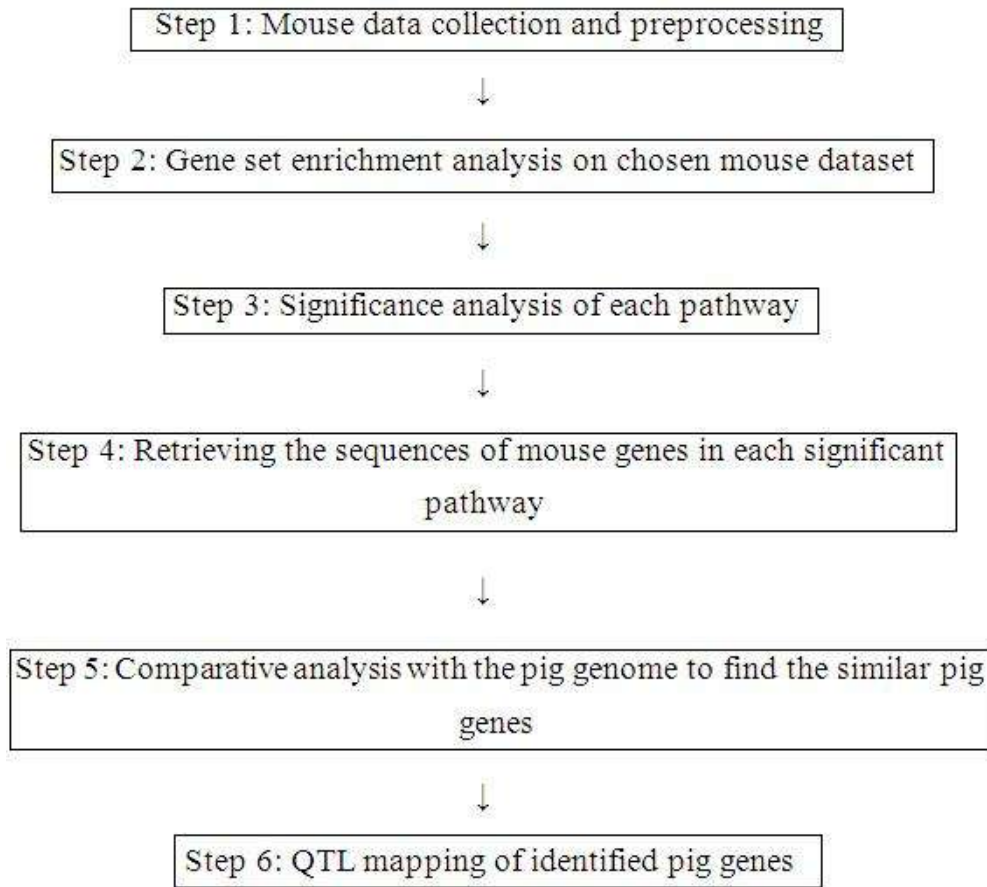 Step 1: Mouse data collection and preprocessing
↓
Step 2: Gene set enrichment analysis on chosen mouse dataset
↓
Step 3: Significance analysis of each pathway
↓
Step 4: Retrieving the sequences of mouse genes in each significant
pathway
↓
Step 5: Comparative analysis with the pig genome to find the similar pig
genes
↓
Step 6: QTL mapping of identified pig genes